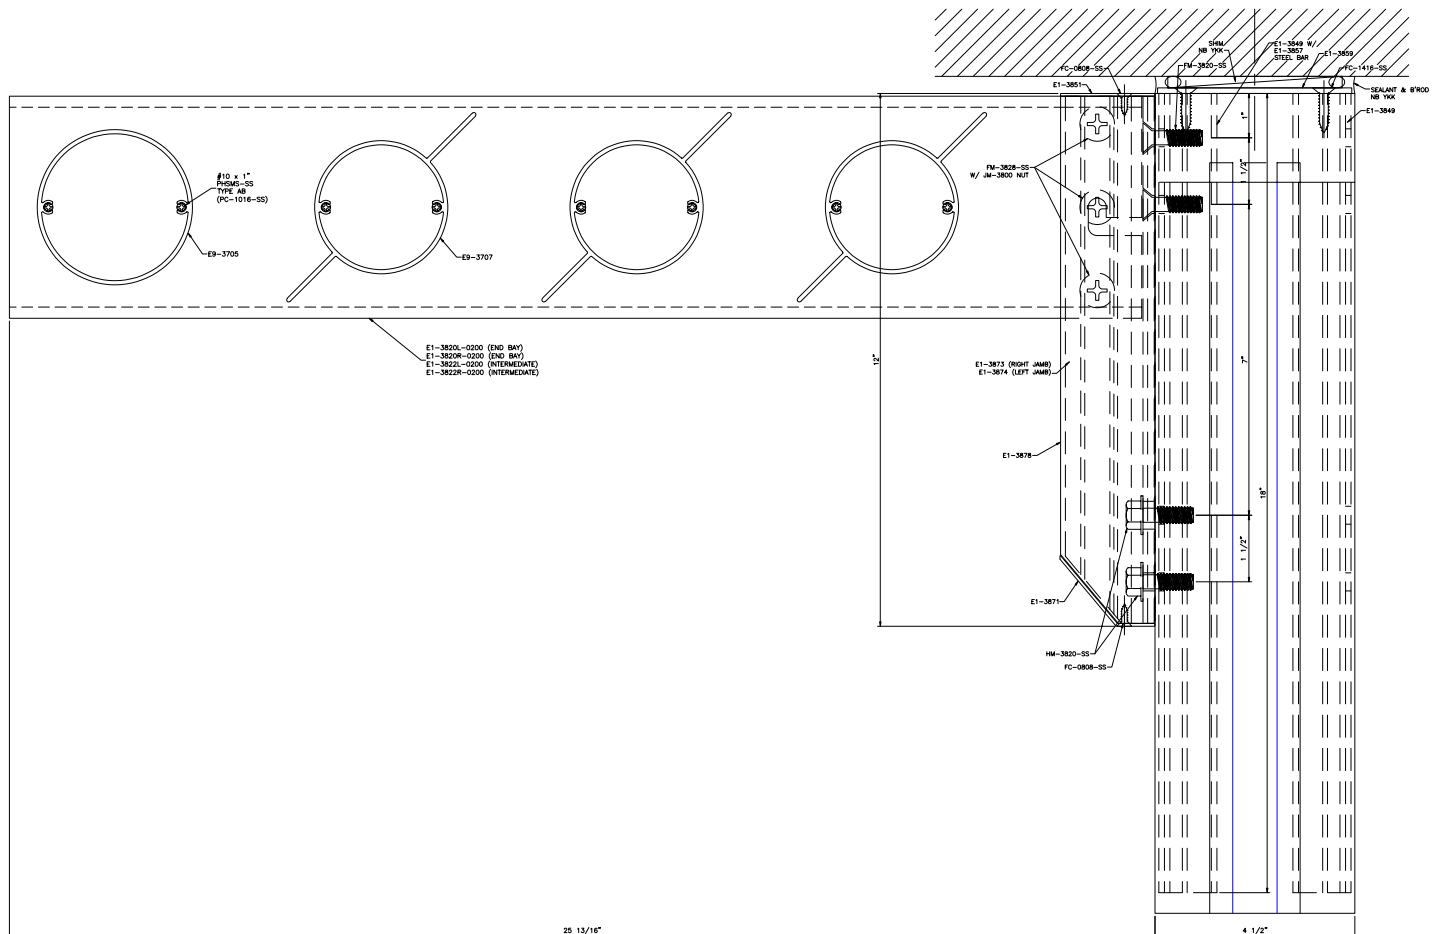 SHIM
NB YKK
E1-3849 W/
E1-3857
STEEL BAR
E1-3859
FC-0808-SS
FM-3820-SS
FC-1416-SS
E1-3851
SEALANT & B'ROD
NB YKK
E1-3849
1"
#10 x 1"
PHSMS-SS
TYPE AB
(PC-1016-SS)
FM-3828-SS
W/ JM-3800 NUT
1 1/2"
E9-3705
E9-3707
E1-3820L-0200 (END BAY)
E1-3820R-0200 (END BAY)
E1-3822L-0200 (INTERMEDIATE)
E1-3822R-0200 (INTERMEDIATE)
12"
E1-3873 (RIGHT JAMB)
E1-3874 (LEFT JAMB)
7"
E1-3878
18"
1 1/2"
E1-3871
HM-3820-SS
FC-0808-SS
25 13/16"
4 1/2"